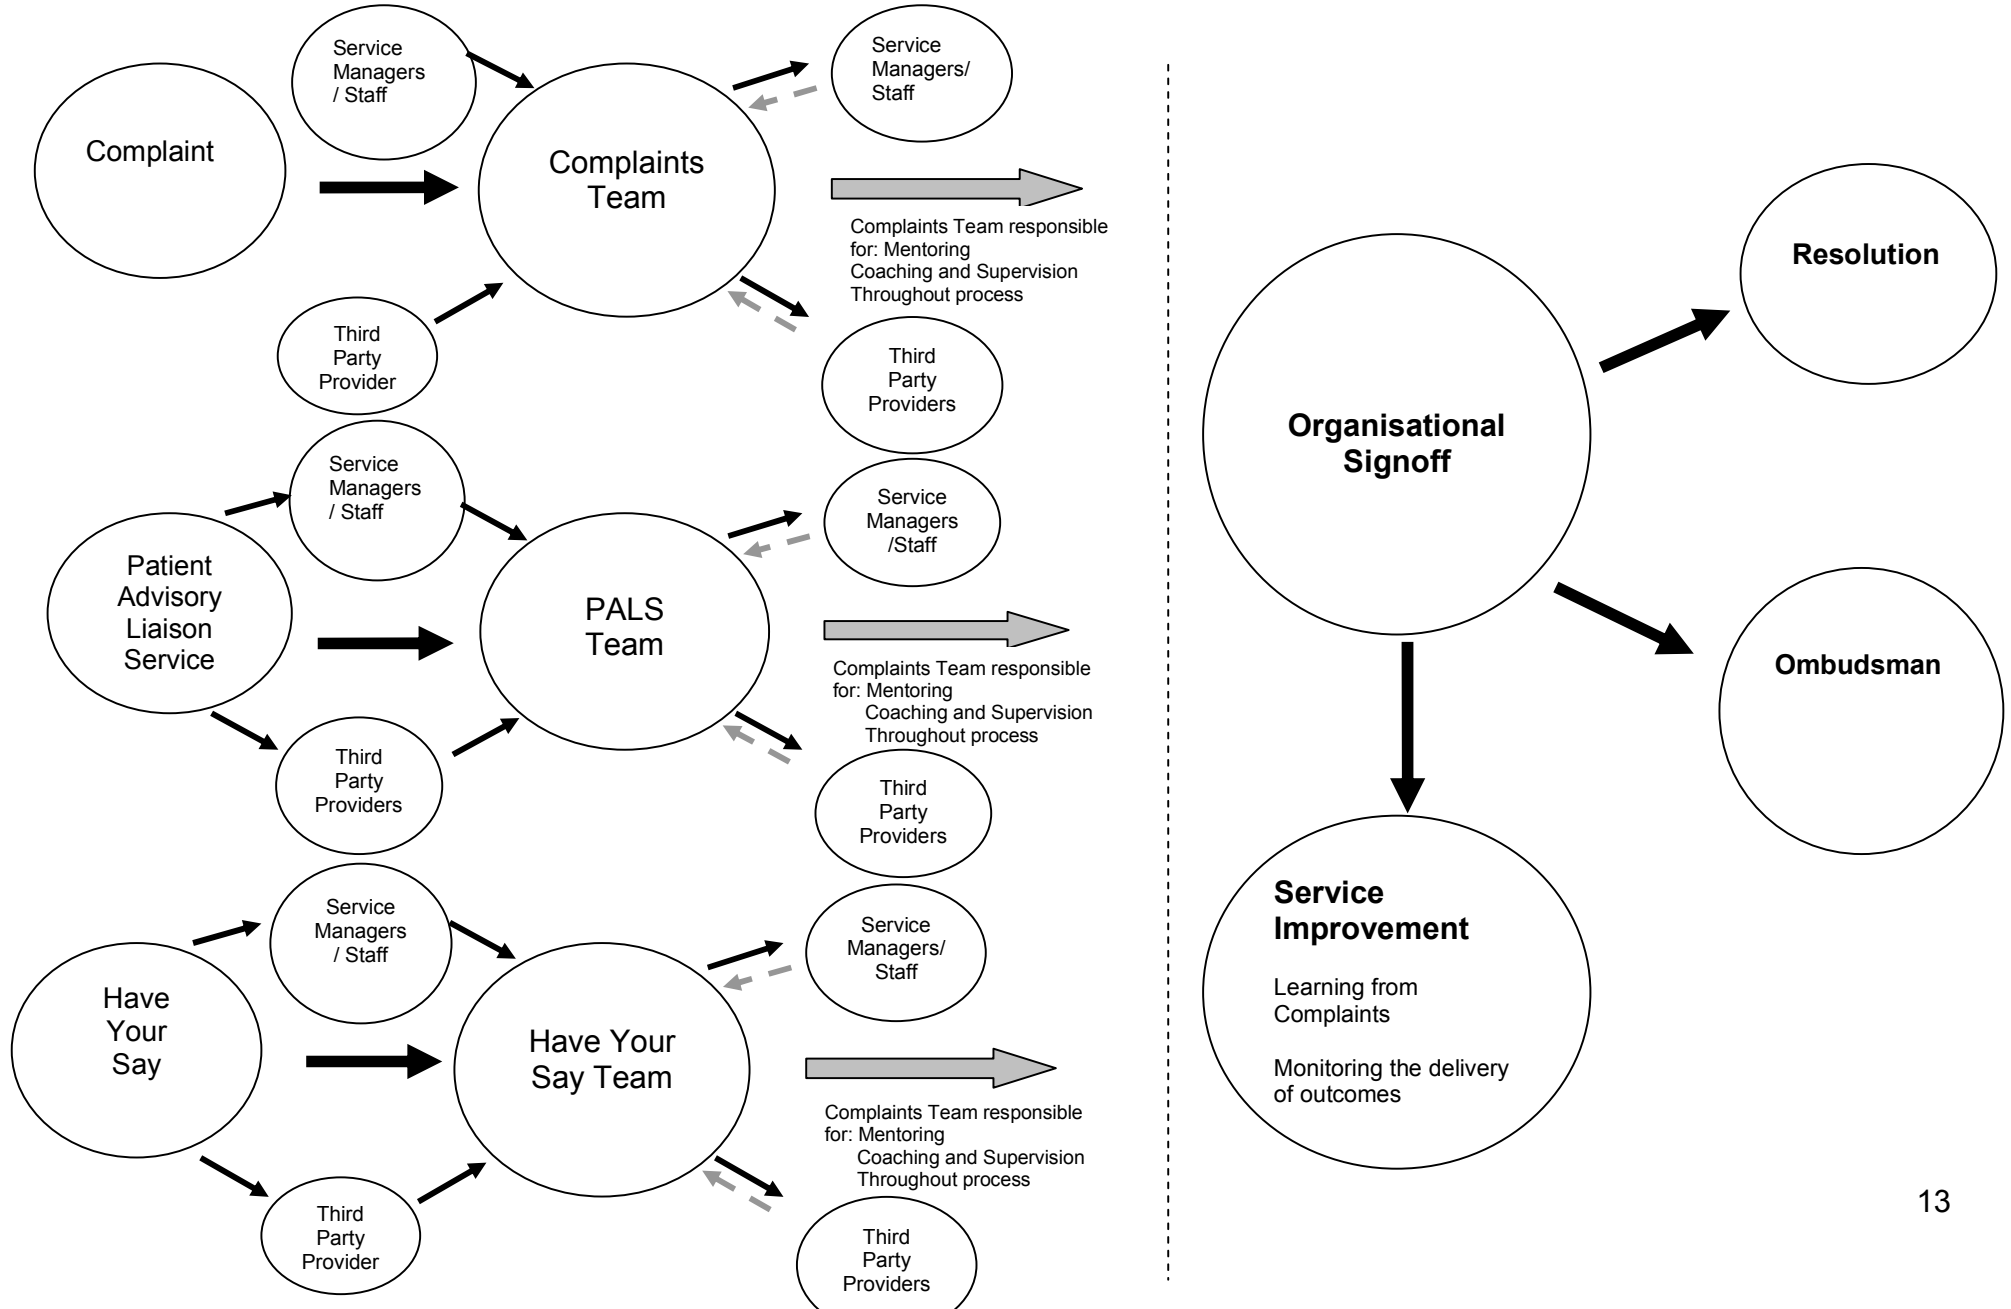 Complaint
Service
Managers
/ Staff
Third
Party
Provider
Complaints
Team
Service
Managers/
Staff
Complaints Team responsible
for: Mentoring
Coaching and Supervision
Throughout process
Third
Party
Providers
Patient
Advisory
Liaison
Service
Service
Managers
/ Staff
Third
Party
Providers
PALS
Team
Service
Managers
/Staff
Complaints Team responsible
for: Mentoring
Coaching and Supervision
Throughout process
Third
Party
Providers
Have
Your
Say
Service
Managers
/ Staff
Third
Party
Provider
Have Your
Say Team
Service
Managers/
Staff
Complaints Team responsible
for: Mentoring
Coaching and Supervision
Throughout process
Third
Party
Providers
Organisational
Signoff
Resolution
Ombudsman
Service
Improvement
Learning from
Complaints
Monitoring the delivery
of outcomes
13